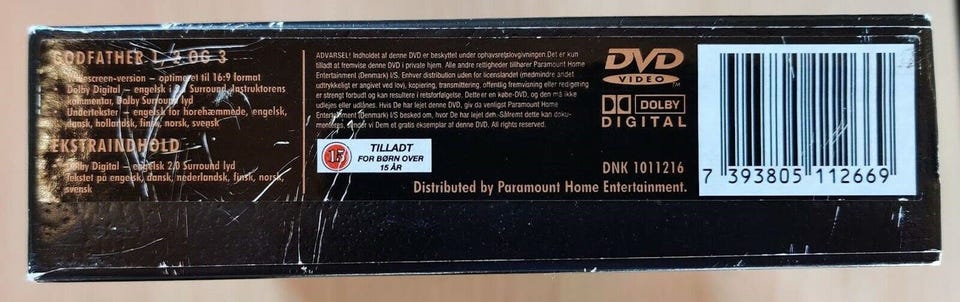 GODFATHER 1, 2 OG 3
Widescreen-version – optimeret til 16:9 format
Dolby Digital – engelsk Surround, Instruktørens
kommentar, Dolby Surround lyd
Undertekster – engelsk for hørehæmmede, engelsk,
dansk, hollandsk, finsk, norsk, svensk
EKSTRAINDHOLD
Dolby Digital – engelsk 2.0 Surround lyd
Tekstet på engelsk, dansk, nederlandsk, finsk, norsk,
svensk
ADVARSEL! Indholdet af denne DVD er beskyttet under ophavsretslovgivningen. Det er kun
tilladt at fremvise denne DVD i private hjem. Alle andre rettigheder tilhører Paramount Home
Entertainment (Denmark) I/S. Enhver distribution uden for licenslandet (medmindre andet
udtrykkeligt er angivet ved lov), kopiering, transmittering, offentlig fremvisning eller redigering
er strengt forbudt og kan resultere i retsforfølgelse. Dette er en købe-DVD, og den må ikke
udlejes eller udlånes. Hvis De har lejet denne DVD, giv da venligst Paramount Home
Entertainment (Denmark) I/S besked om, hvor De har lejet den. Såfremt dette kan doku-
menteres, sender vi Dem et gratis eksemplar af denne DVD. All rights reserved.
15
TILLADT
FOR BØRN OVER
15 ÅR
DVD
VIDEO
TM
DOLBY
DIGITAL
DNK 1011216
Distributed by Paramount Home Entertainment.
7 393805 112669